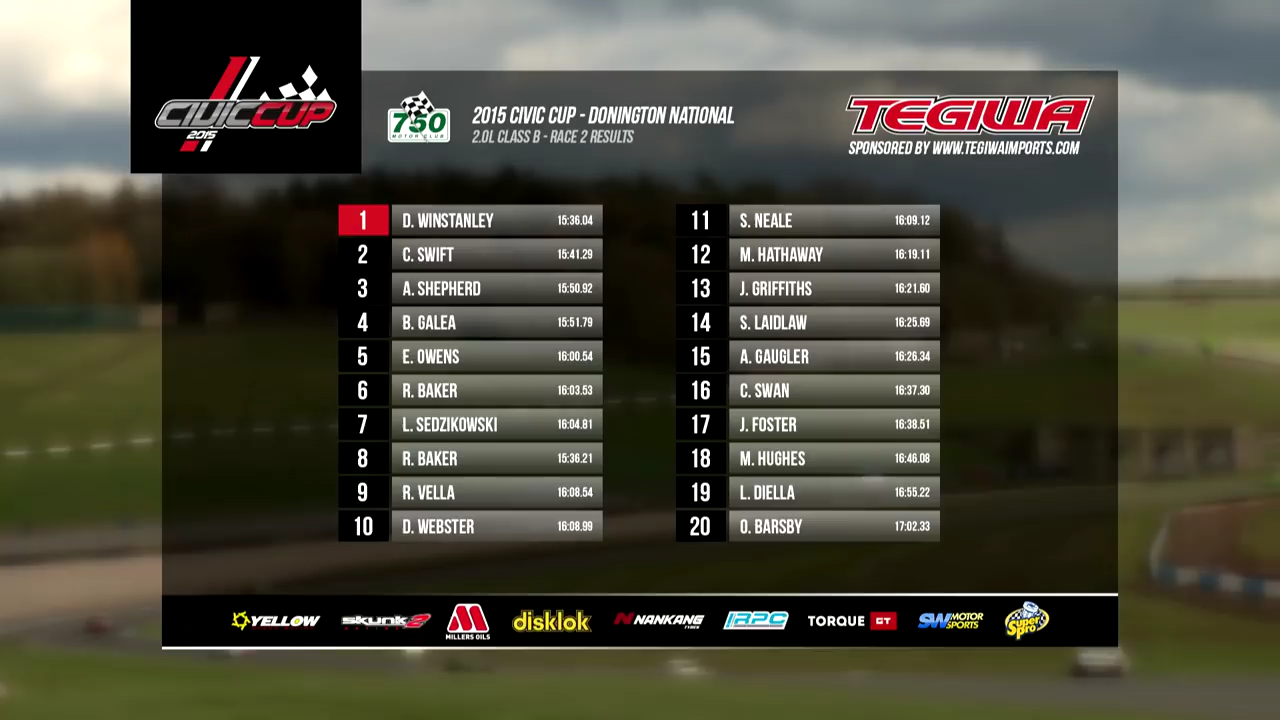 CIVICCUP
2015
750
MOTOR CLUB
2015 CIVIC CUP - DONINGTON NATIONAL
2.0L CLASS B - RACE 2 RESULTS
TEGIWA
SPONSORED BY WWW.TEGIWAIMPORTS.COM
1 D. WINSTANLEY 15:36.04
2 C. SWIFT 15:41.29
3 A. SHEPHERD 15:50.92
4 B. GALEA 15:51.79
5 E. OWENS 16:00.54
6 R. BAKER 16:03.53
7 L. SEDZIKOWSKI 16:04.81
8 R. BAKER 15:36.21
9 R. VELLA 16:08.54
10 D. WEBSTER 16:08.99
11 S. NEALE 16:09.12
12 M. HATHAWAY 16:19.11
13 J. GRIFFITHS 16:21.60
14 S. LAIDLAW 16:25.69
15 A. GAUGLER 16:26.34
16 C. SWAN 16:37.30
17 J. FOSTER 16:38.51
18 M. HUGHES 16:46.08
19 L. DIELLA 16:55.22
20 O. BARSBY 17:02.33
YELLOW
SKUNK2
RACING
MILLERS OILS
disklok
NANKANG
TYRES
RPC
TORQUE GT
SW MOTOR
SPORTS
Super
Pro